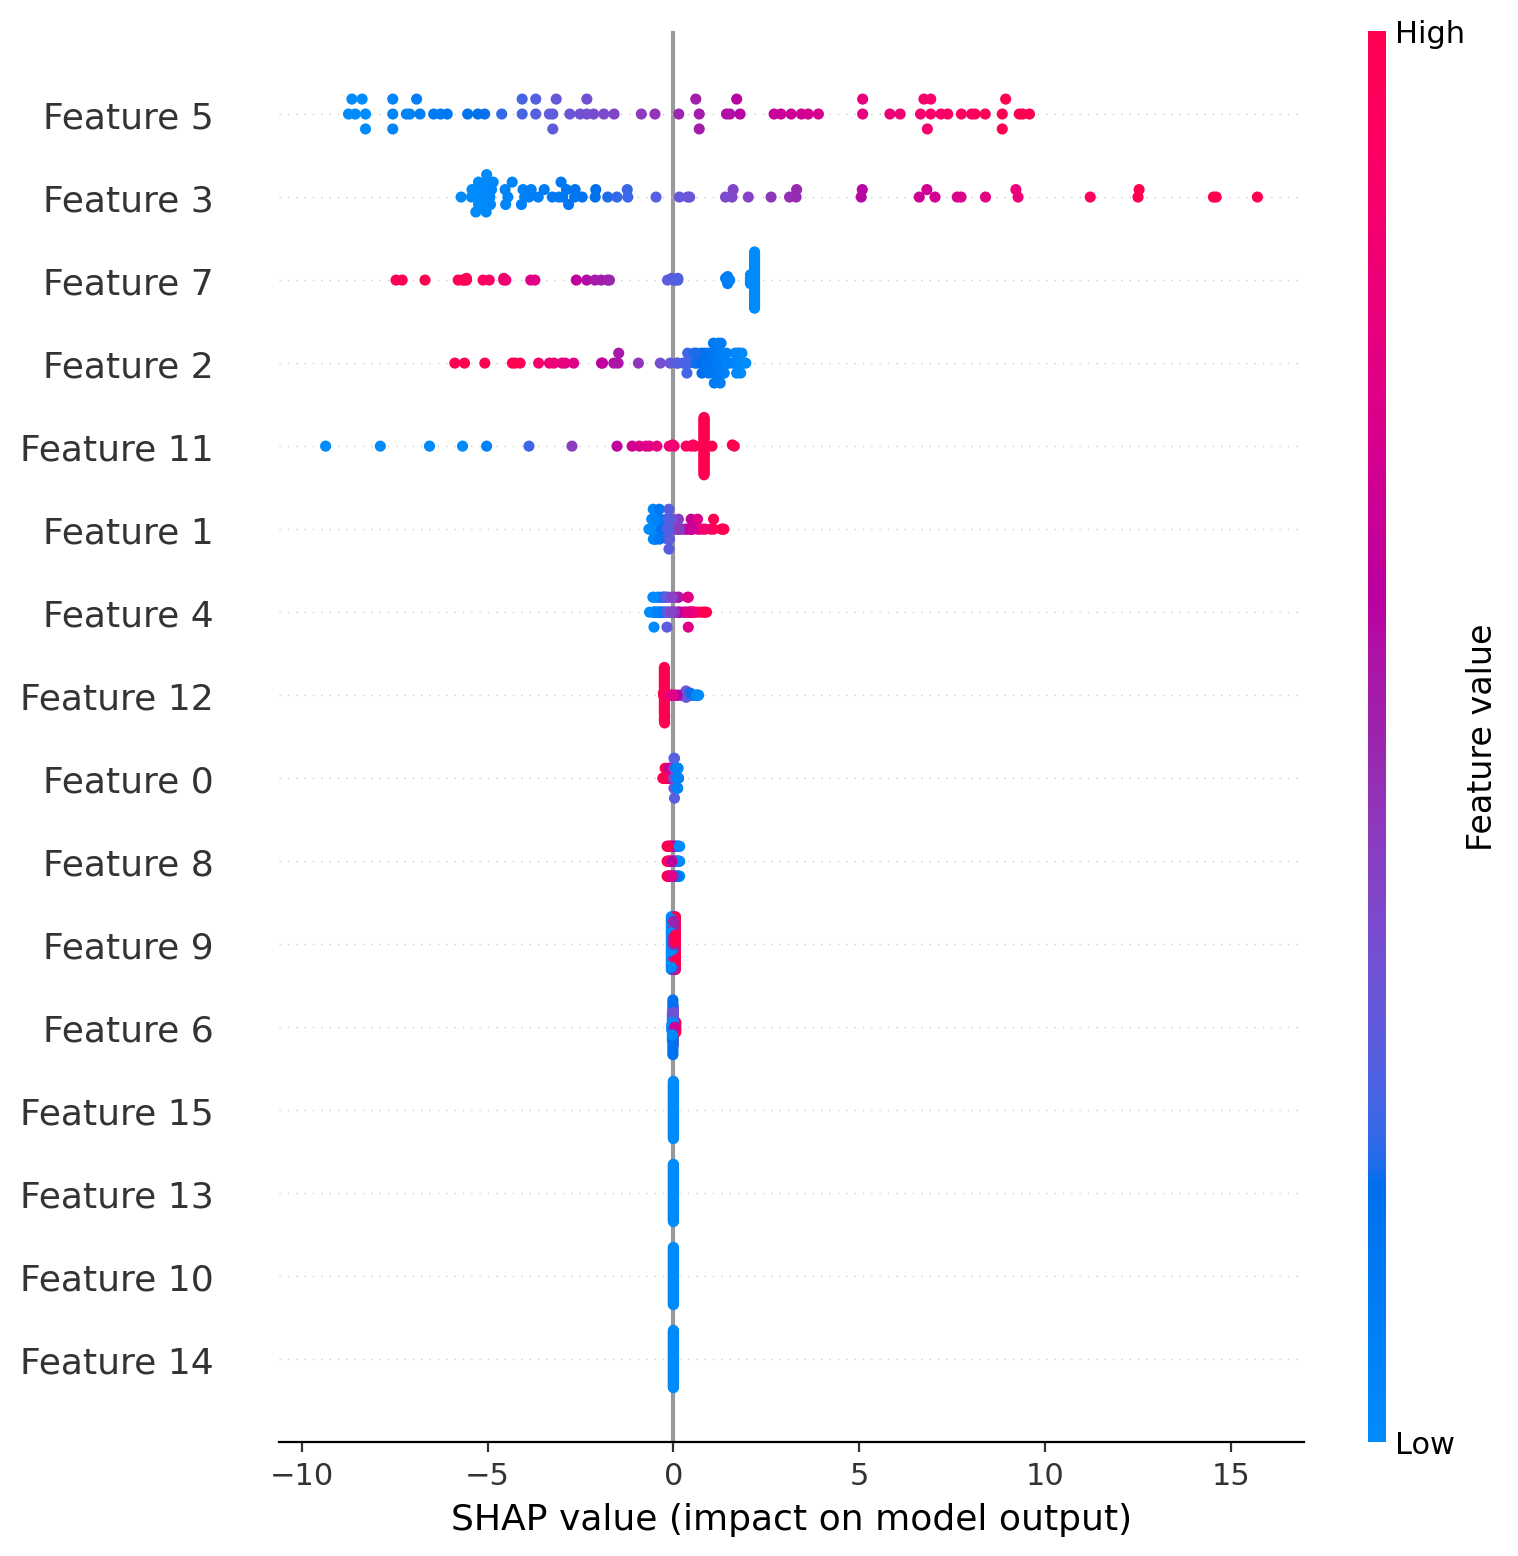 High
Feature 5
Feature 3
Feature 7
Feature 2
Feature 11
Feature 1
Feature 4
Feature 12
Feature 0
Feature 8
Feature 9
Feature 6
Feature 15
Feature 13
Feature 10
Feature 14
Feature value
Low
−10 −5 0 5 10 15
SHAP value (impact on model output)